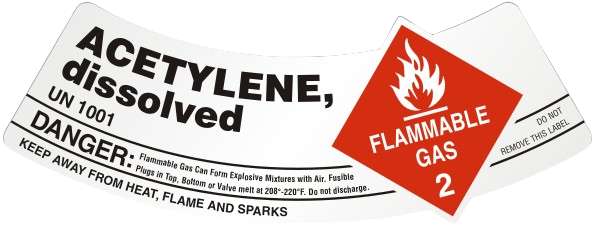 ACETYLENE,
dissolved
UN 1001
DANGER:
Flammable Gas Can Form Explosive Mixtures with Air. Fusible
Plugs in Top, Bottom or Valve melt at 208°-220°F. Do not discharge.
KEEP AWAY FROM HEAT, FLAME AND SPARKS
FLAMMABLE
GAS
2
DO NOT
REMOVE THIS LABEL